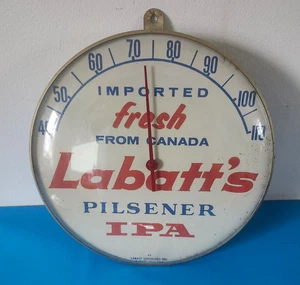 40 50 60 70 80 90 100 110
IMPORTED
fresh
FROM CANADA
Labatt's
PILSENER
IPA